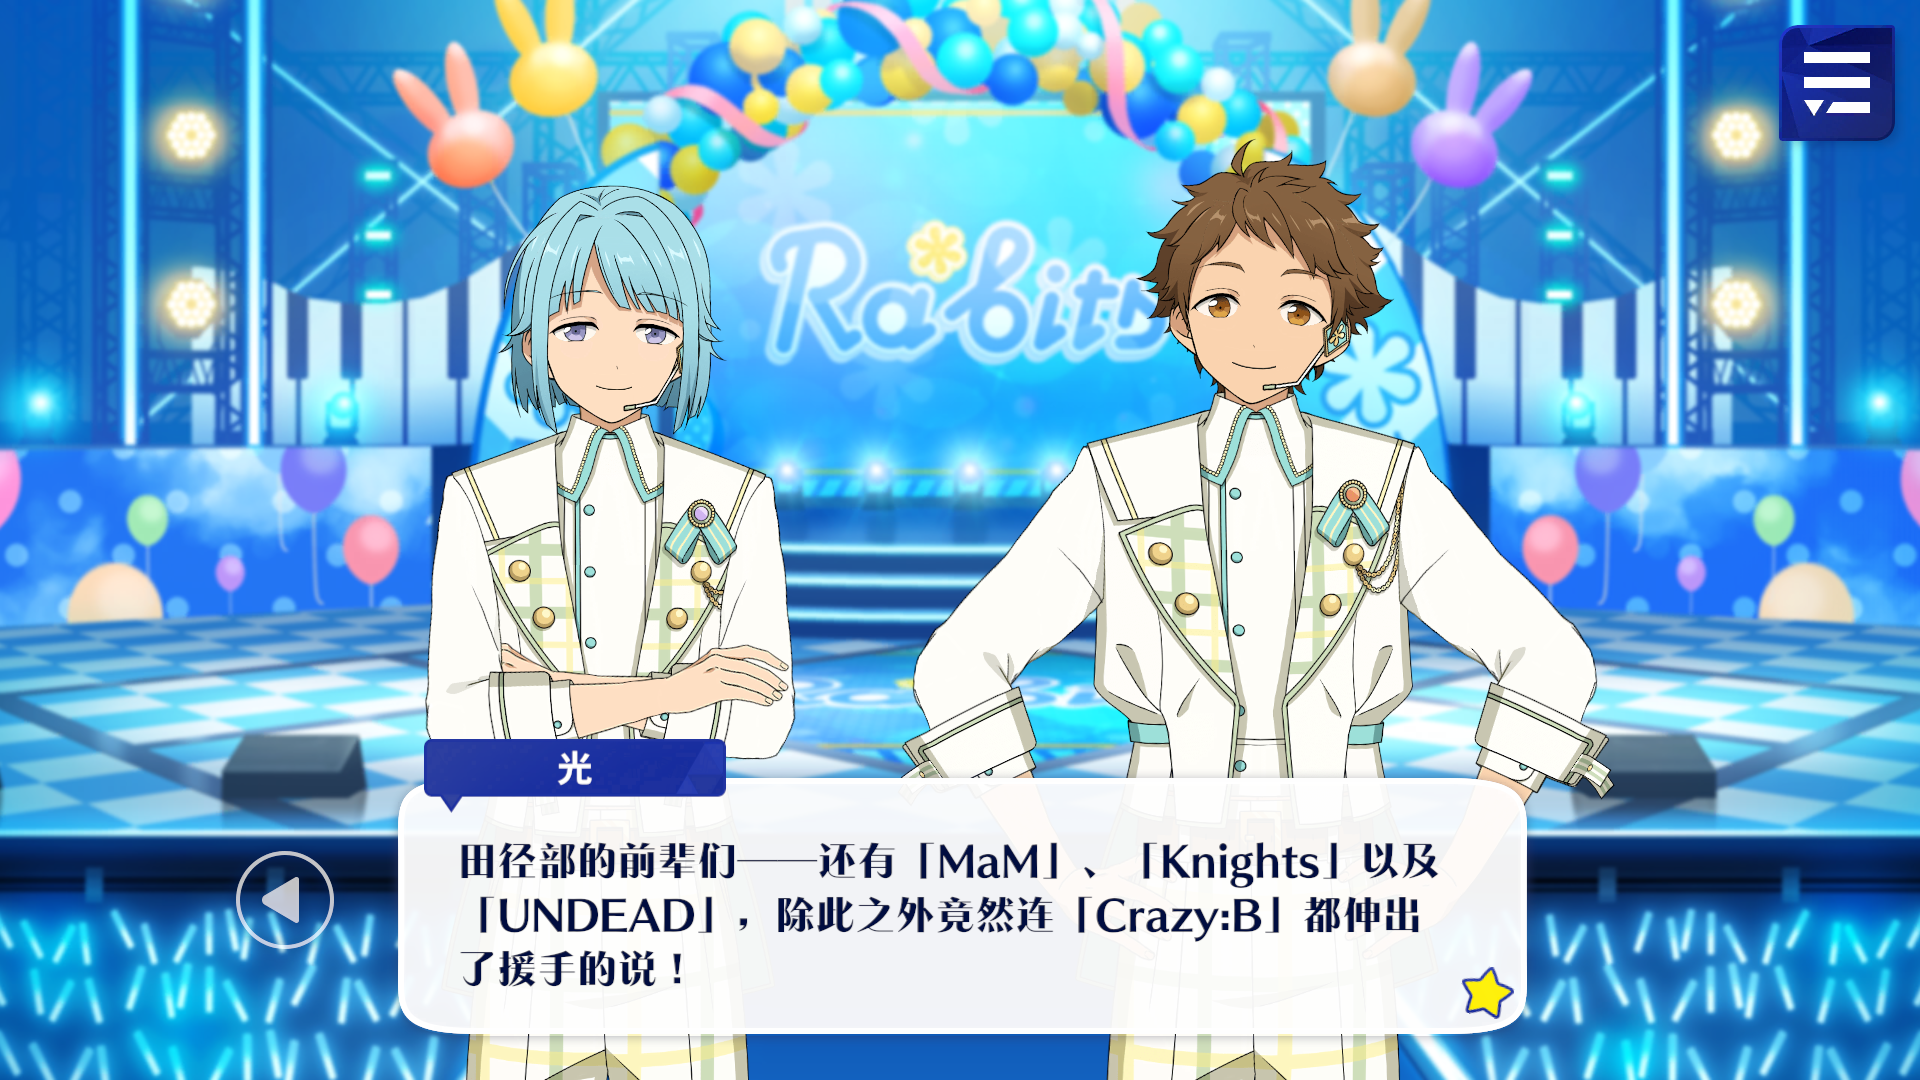 Ra*bits
光
田径部的前辈们——还有「MaM」、「Knights」以及
「UNDEAD」，除此之外竟然连「Crazy:B」都伸出
了援手的说！